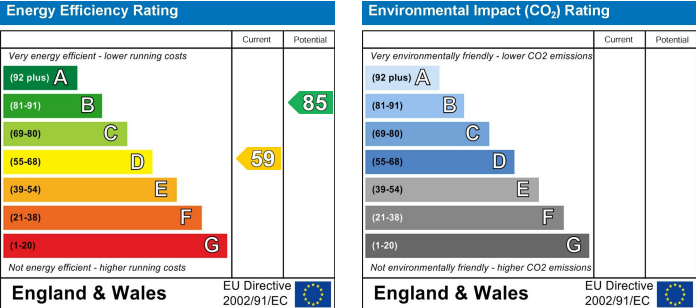 Energy Efficiency Rating
Current Potential
Very energy efficient - lower running costs
(92 plus) A
(81-91) B
85
(69-80) C
(55-68) D
59
(39-54) E
(21-38) F
(1-20) G
Not energy efficient - higher running costs
England & Wales
EU Directive
2002/91/EC
Environmental Impact (CO₂) Rating
Current Potential
Very environmentally friendly - lower CO2 emissions
(92 plus) A
(81-91) B
(69-80) C
(55-68) D
(39-54) E
(21-38) F
(1-20) G
Not environmentally friendly - higher CO2 emissions
England & Wales
EU Directive
2002/91/EC